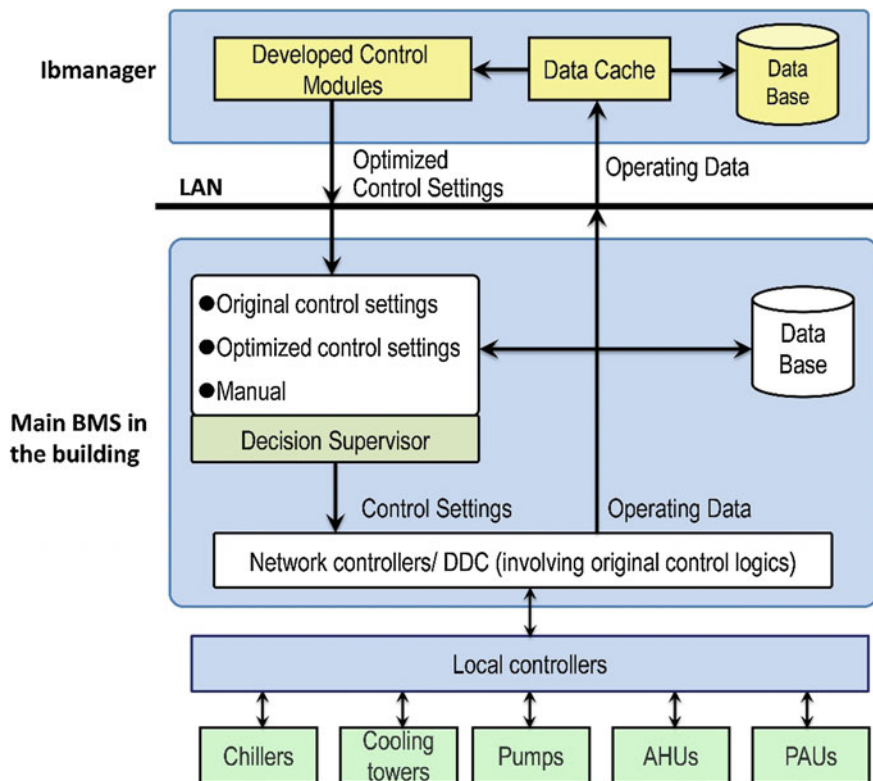 Ibmanager
Developed Control
Modules
Data Cache
Data
Base
Optimized
Control Settings
Operating Data
LAN
●Original control settings
●Optimized control settings
●Manual
Data
Base
Main BMS in
the building
Decision Supervisor
Control Settings
Operating Data
Network controllers/ DDC (involving original control logics)
Local controllers
Chillers
Cooling
towers
Pumps
AHUs
PAUs